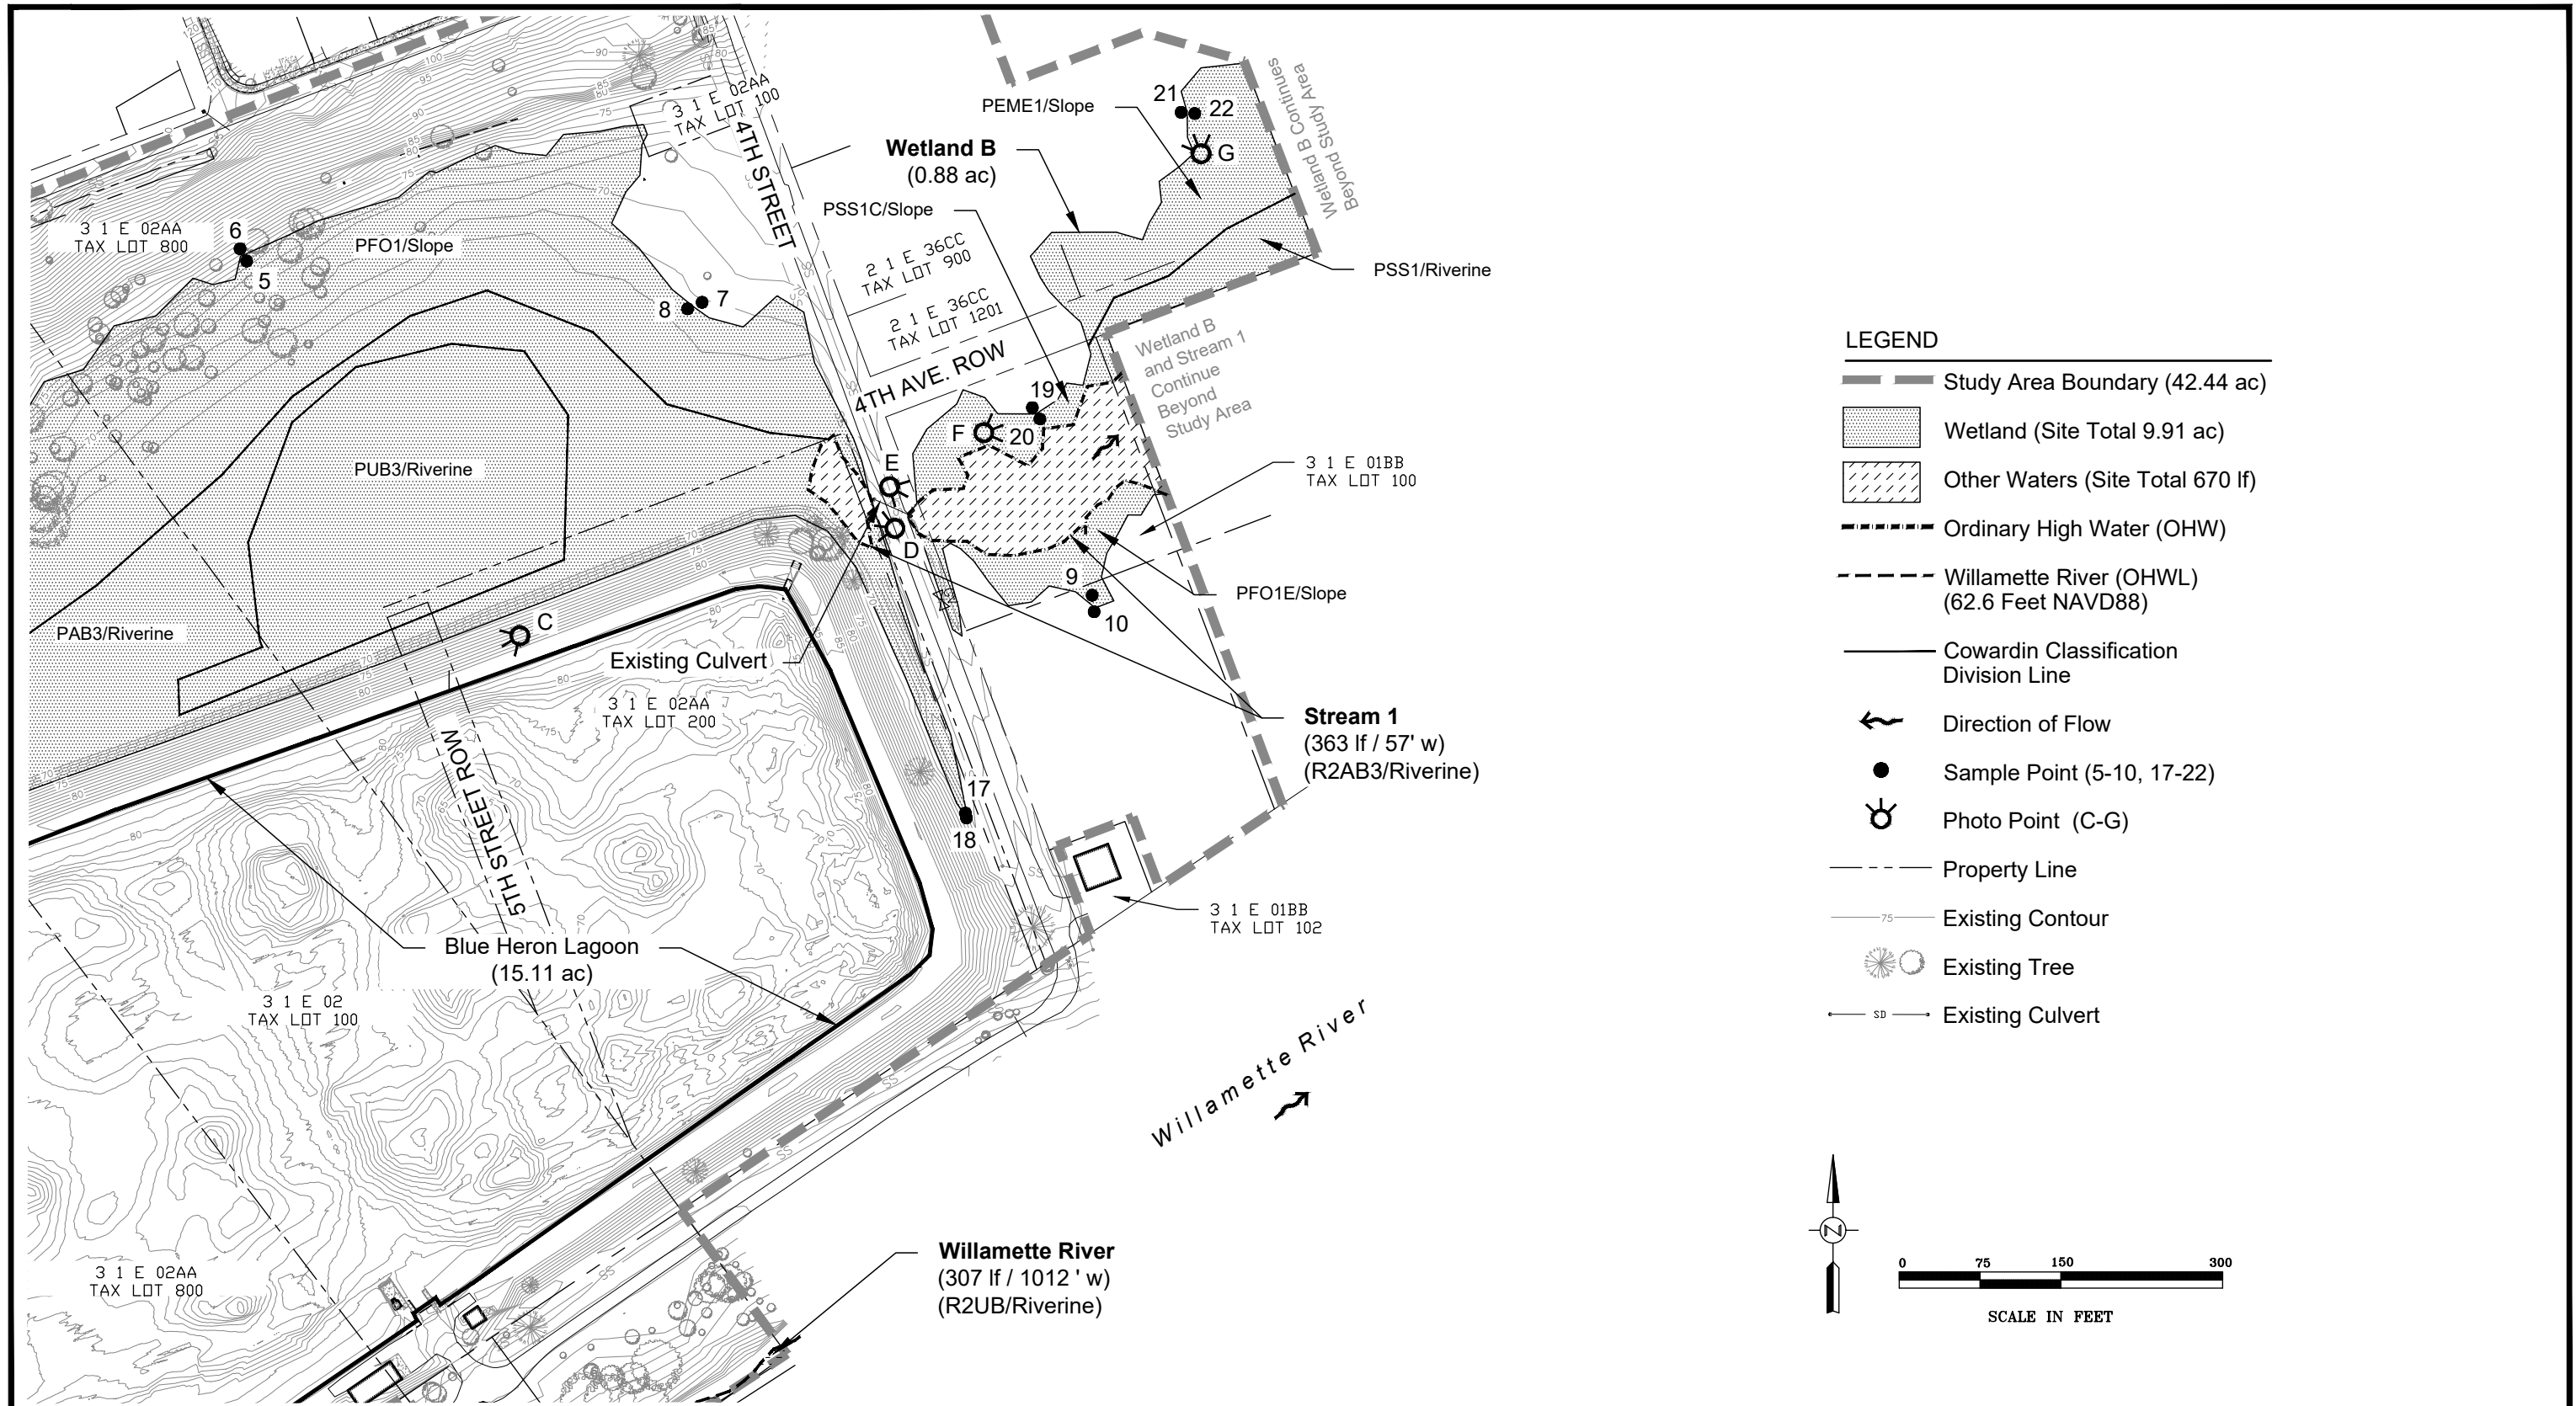 3 1 E 02AA
TAX LOT 100
4TH STREET
PEME1/Slope
21
22
G
Wetland B Continues
Beyond Study Area
Wetland B
(0.88 ac)
PSS1C/Slope
3 1 E 02AA
TAX LOT 800
6
5
PFO1/Slope
8
7
2 1 E 36CC
TAX LOT 900
2 1 E 36CC
TAX LOT 1201
4TH AVE. ROW
PSS1/Riverine
Wetland B
and Stream 1
Continue
Beyond
Study Area
19
F
20
E
D
PUB3/Riverine
3 1 E 01BB
TAX LOT 100
9
10
PFO1E/Slope
PAB3/Riverine
C
Existing Culvert
3 1 E 02AA
TAX LOT 200
5TH STREET ROW
Stream 1
(363 lf / 57' w)
(R2AB3/Riverine)
17
18
3 1 E 01BB
TAX LOT 102
Blue Heron Lagoon
(15.11 ac)
3 1 E 02
TAX LOT 100
Willamette River
Willamette River
(307 lf / 1012 ' w)
(R2UB/Riverine)
3 1 E 02AA
TAX LOT 800
LEGEND
Study Area Boundary (42.44 ac)
Wetland (Site Total 9.91 ac)
Other Waters (Site Total 670 lf)
Ordinary High Water (OHW)
Willamette River (OHWL)
(62.6 Feet NAVD88)
Cowardin Classification
Division Line
Direction of Flow
Sample Point (5-10, 17-22)
Photo Point (C-G)
Property Line
75 Existing Contour
Existing Tree
SD Existing Culvert
N
0 75 150 300
SCALE IN FEET